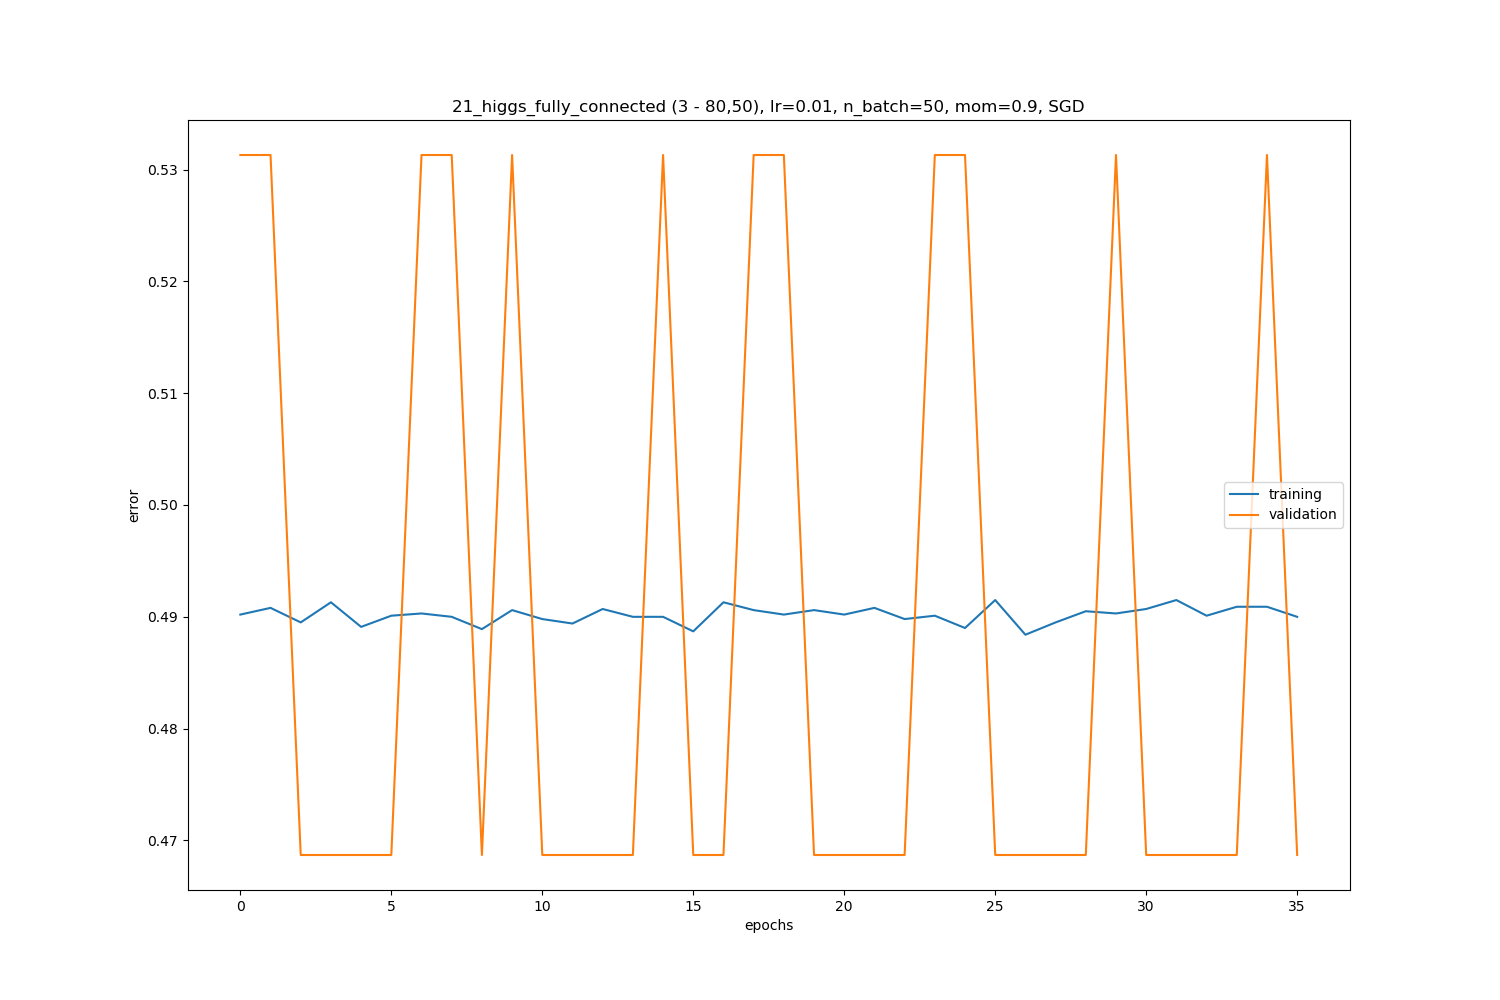 21_higgs_fully_connected (3 - 80,50), lr=0.01, n_batch=50, mom=0.9, SGD
0.53
0.52
0.51
0.50
0.49
0.48
0.47
error
training
validation
0 5 10 15 20 25 30 35
epochs